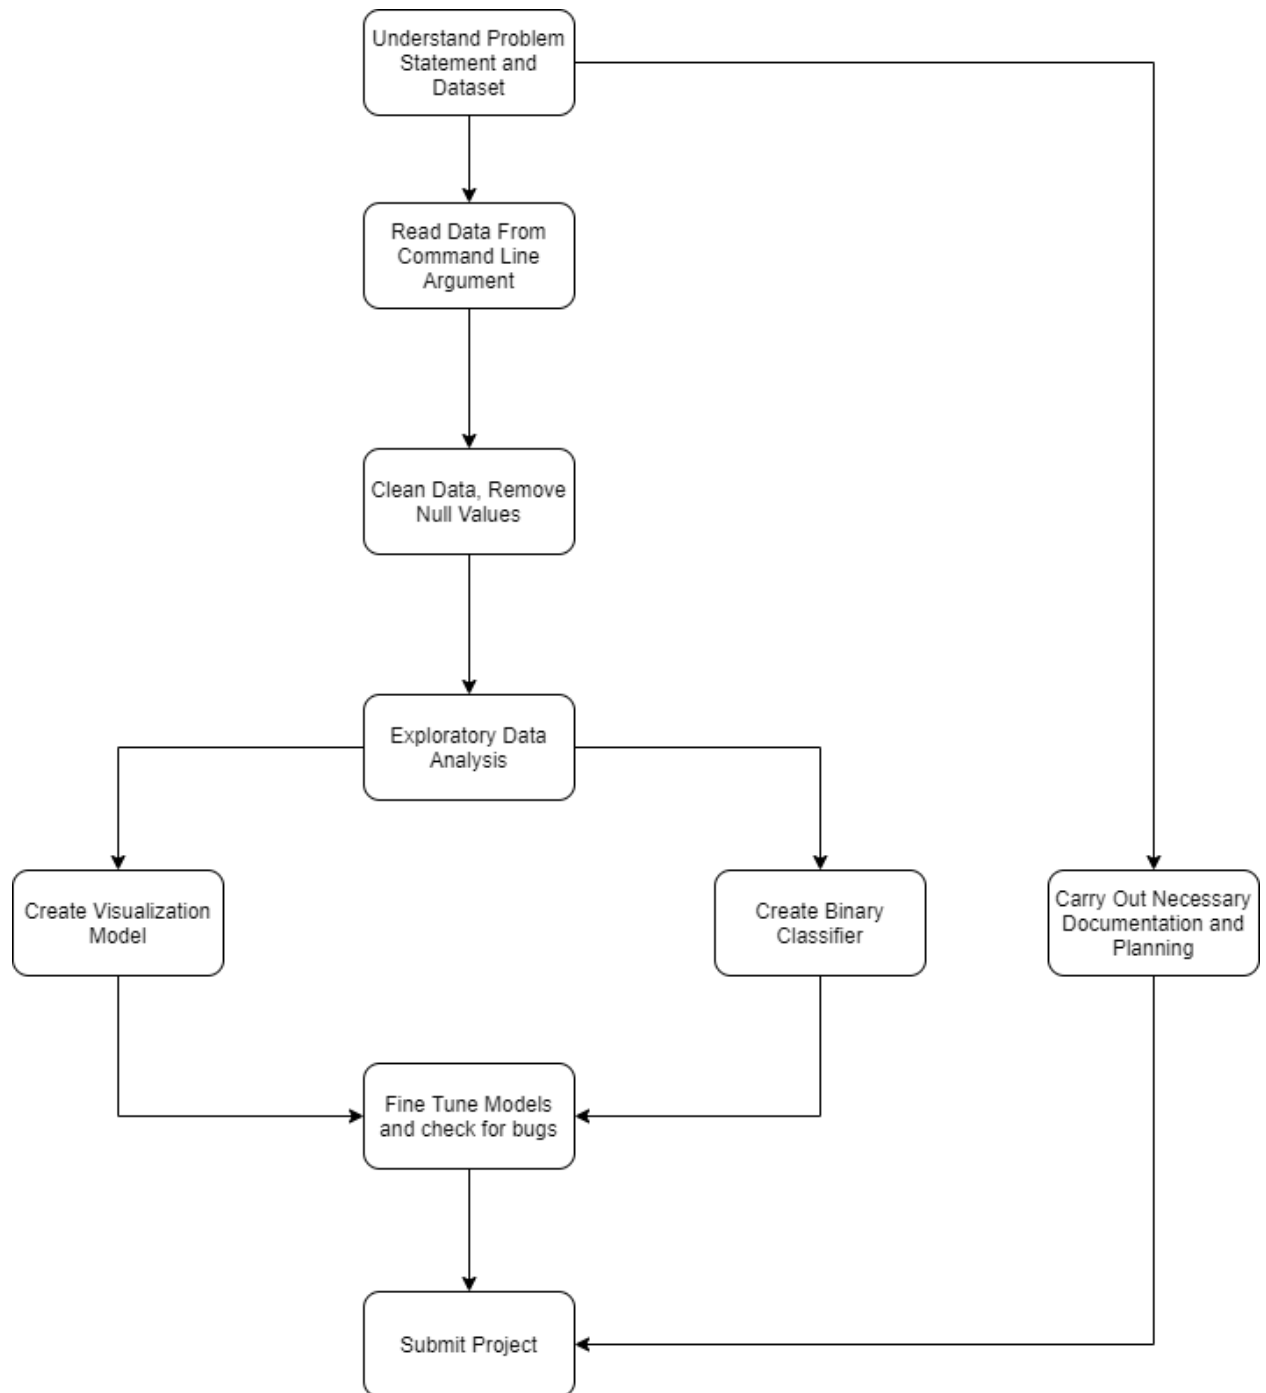 Understand Problem
Statement and
Dataset
Read Data From
Command Line
Argument
Clean Data, Remove
Null Values
Exploratory Data
Analysis
Create Visualization
Model
Create Binary
Classifier
Carry Out Necessary
Documentation and
Planning
Fine Tune Models
and check for bugs
Submit Project